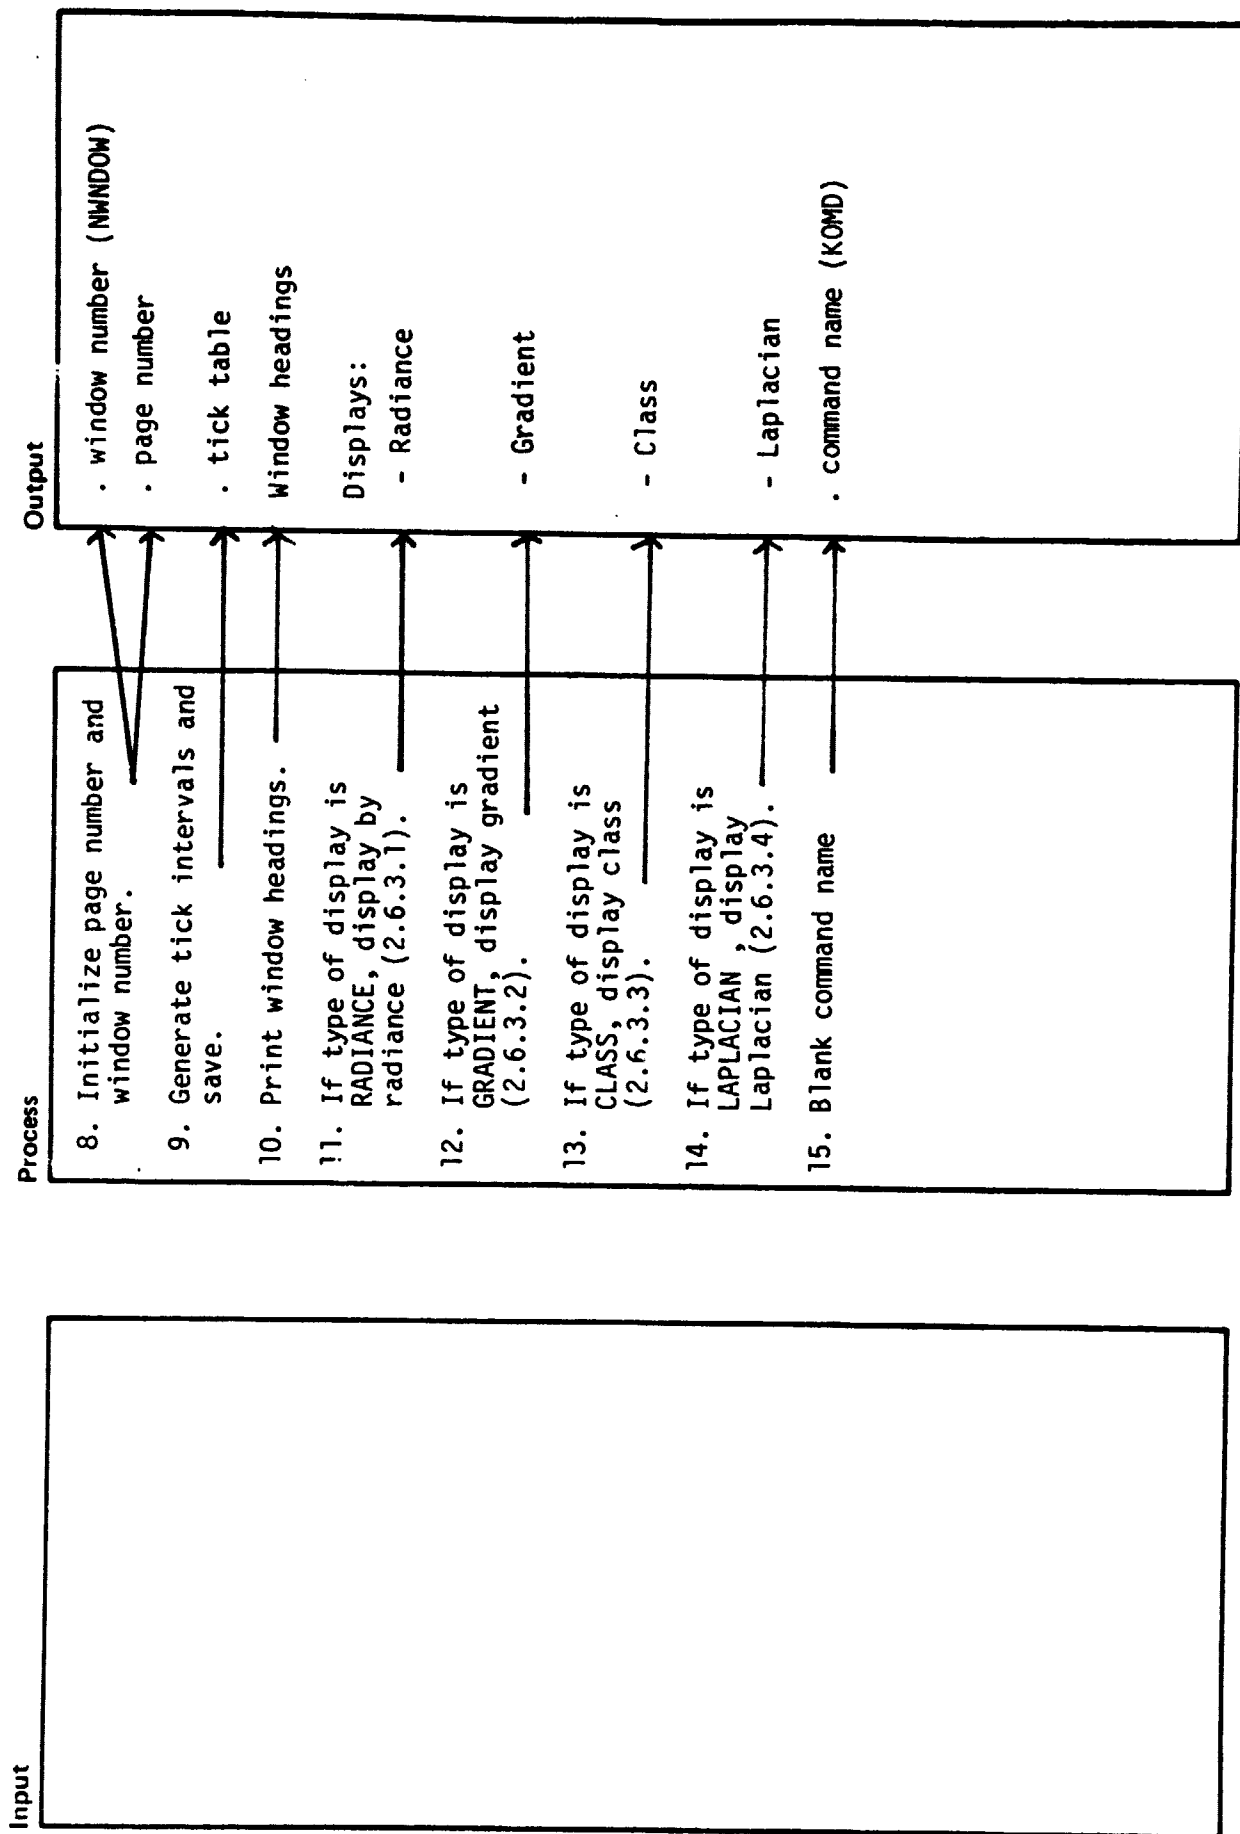 Input
Process
8. Initialize page number and
window number.
9. Generate tick intervals and
save.
10. Print window headings.
11. If type of display is
RADIANCE, display by
radiance (2.6.3.1).
12. If type of display is
GRADIENT, display gradient
(2.6.3.2).
13. If type of display is
CLASS, display class
(2.6.3.3).
14. If type of display is
LAPLACIAN , display
Laplacian (2.6.3.4).
15. Blank command name
Output
. window number (NWNDOW)
. page number
. tick table
Window headings
Displays:
- Radiance
- Gradient
- Class
- Laplacian
. command name (KOMD)